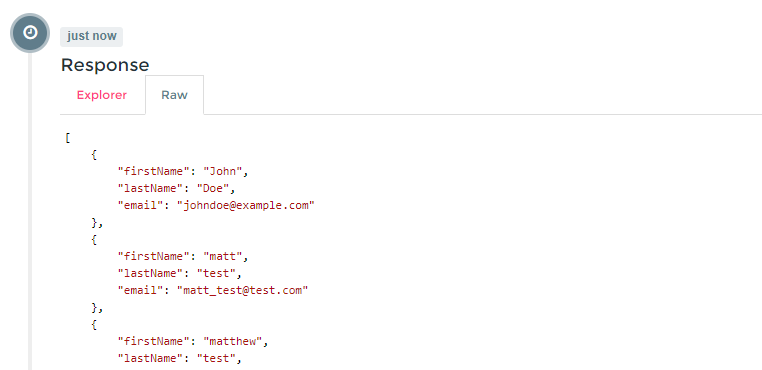 just now
Response
Explorer Raw
[
{
"firstName": "John",
"lastName": "Doe",
"email": "johndoe@example.com"
},
{
"firstName": "matt",
"lastName": "test",
"email": "matt_test@test.com"
},
{
"firstName": "matthew",
"lastName": "test",